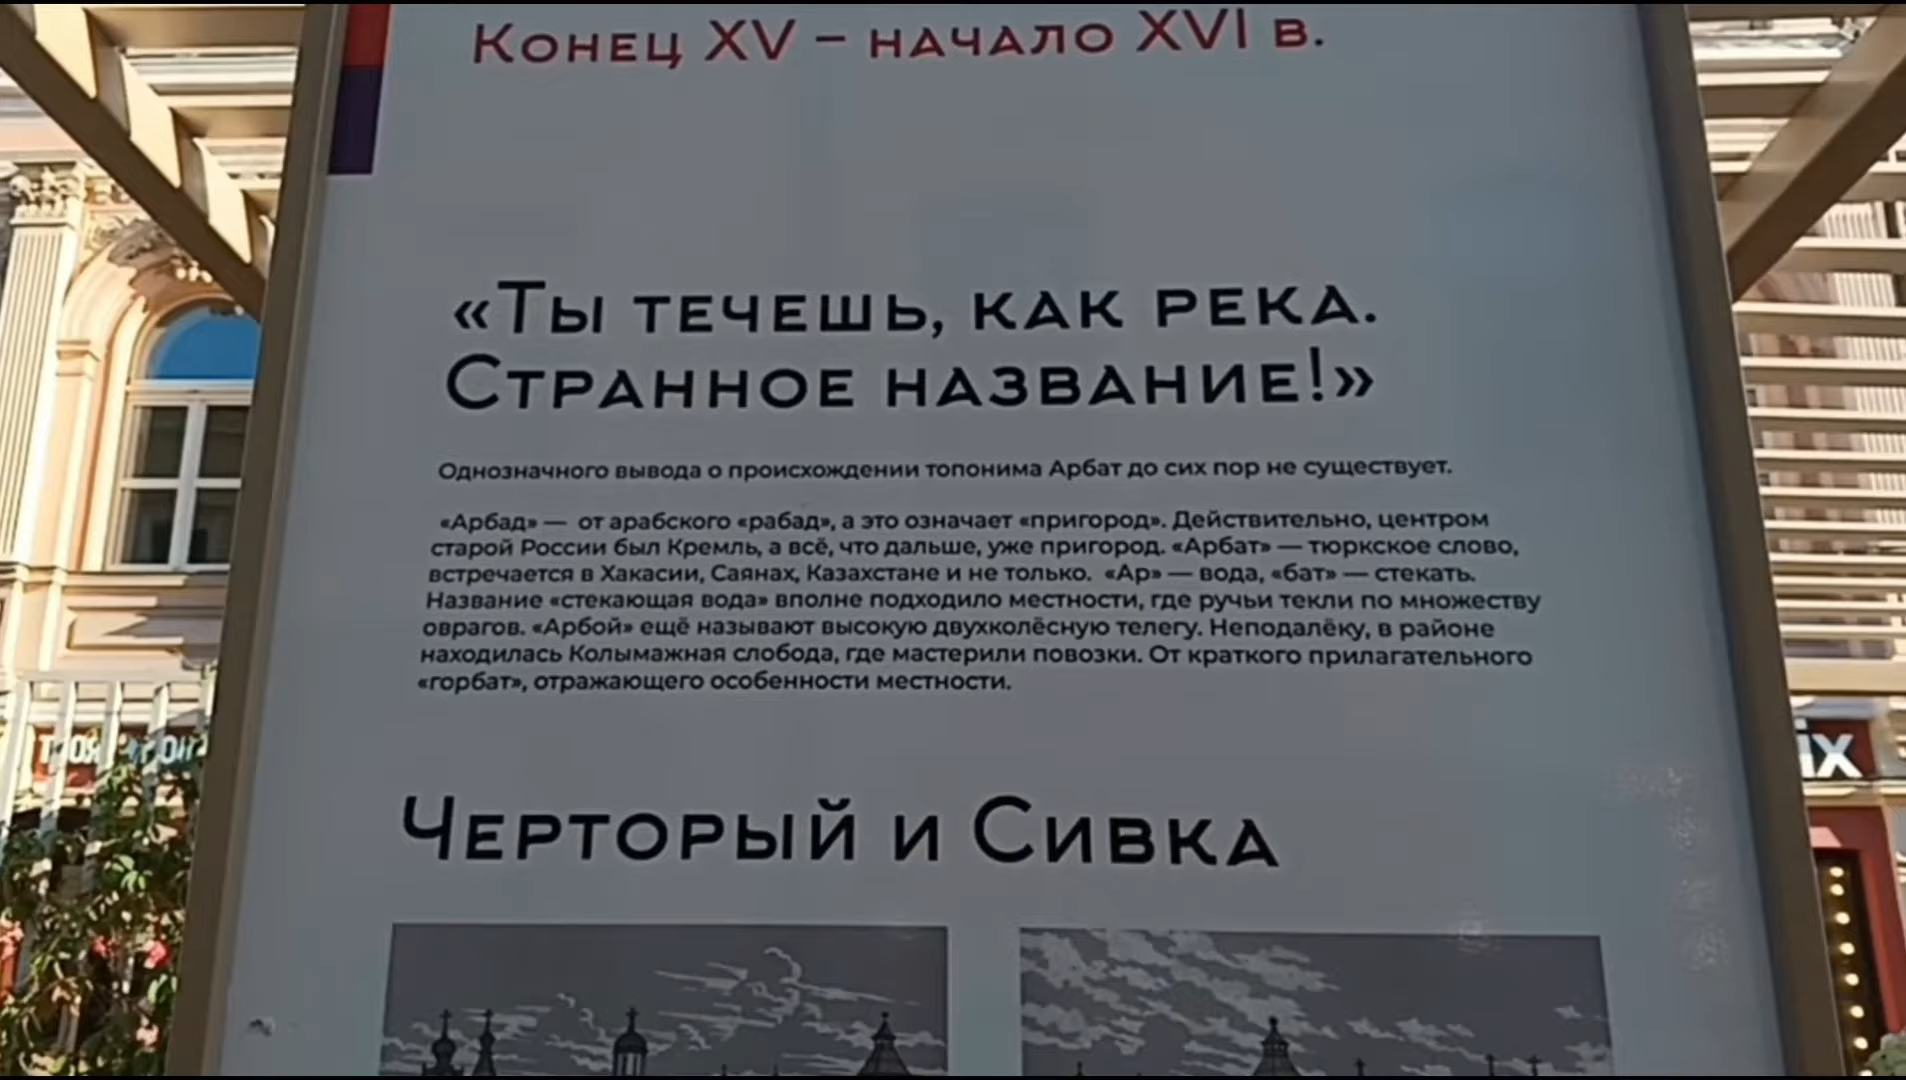 Конец XV – начало XVI в.
«Ты течешь, как река.
Странное название!»
Однозначного вывода о происхождении топонима Арбат до сих пор не существует.
«Арбад» — от арабского «рабад», а это означает «пригород». Действительно, центром
старой России был Кремль, а всё, что дальше, уже пригород. «Арбат» — тюркское слово,
встречается в Хакасии, Саянах, Казахстане и не только. «Ар» — вода, «бат» — стекать.
Название «стекающая вода» вполне подходило местности, где ручьи текли по множеству
оврагов. «Арбой» ещё называют высокую двухколёсную телегу. Неподалёку, в районе
находилась Колымажная слобода, где мастерили повозки. От краткого прилагательного
«горбат», отражающего особенности местности.
Черторый и Сивка